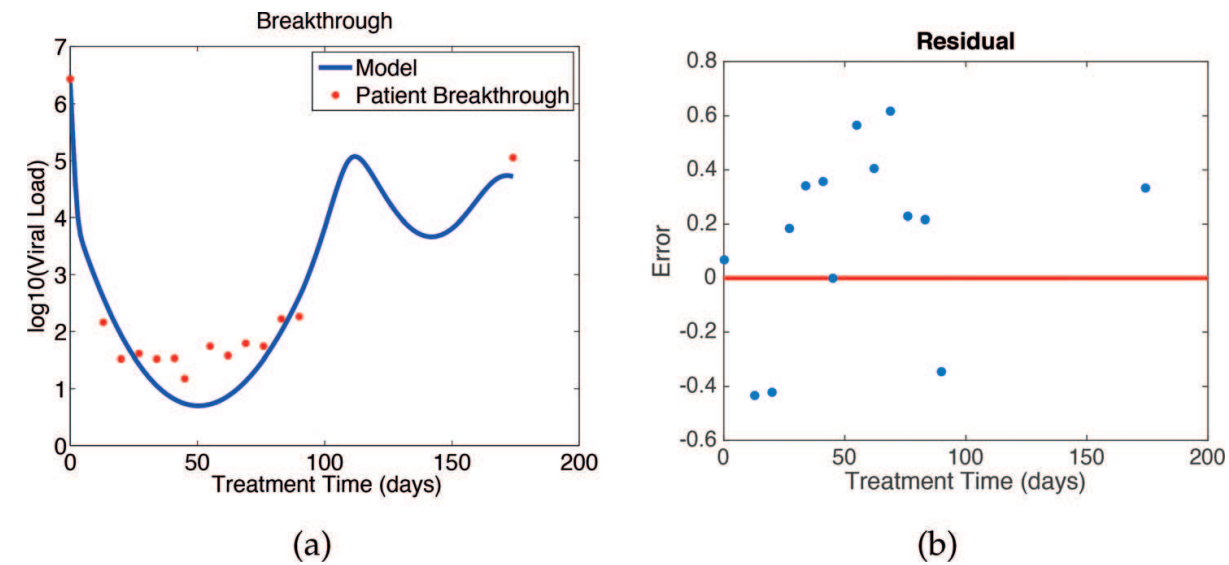 Breakthrough
7
6
5
4
3
2
1
0
log10(Viral Load)
Model
Patient Breakthrough
0 50 100 150 200
Treatment Time (days)
(a)
Residual
0.8
0.6
0.4
0.2
0
-0.2
-0.4
-0.6
Error
0 50 100 150 200
Treatment Time (days)
(b)